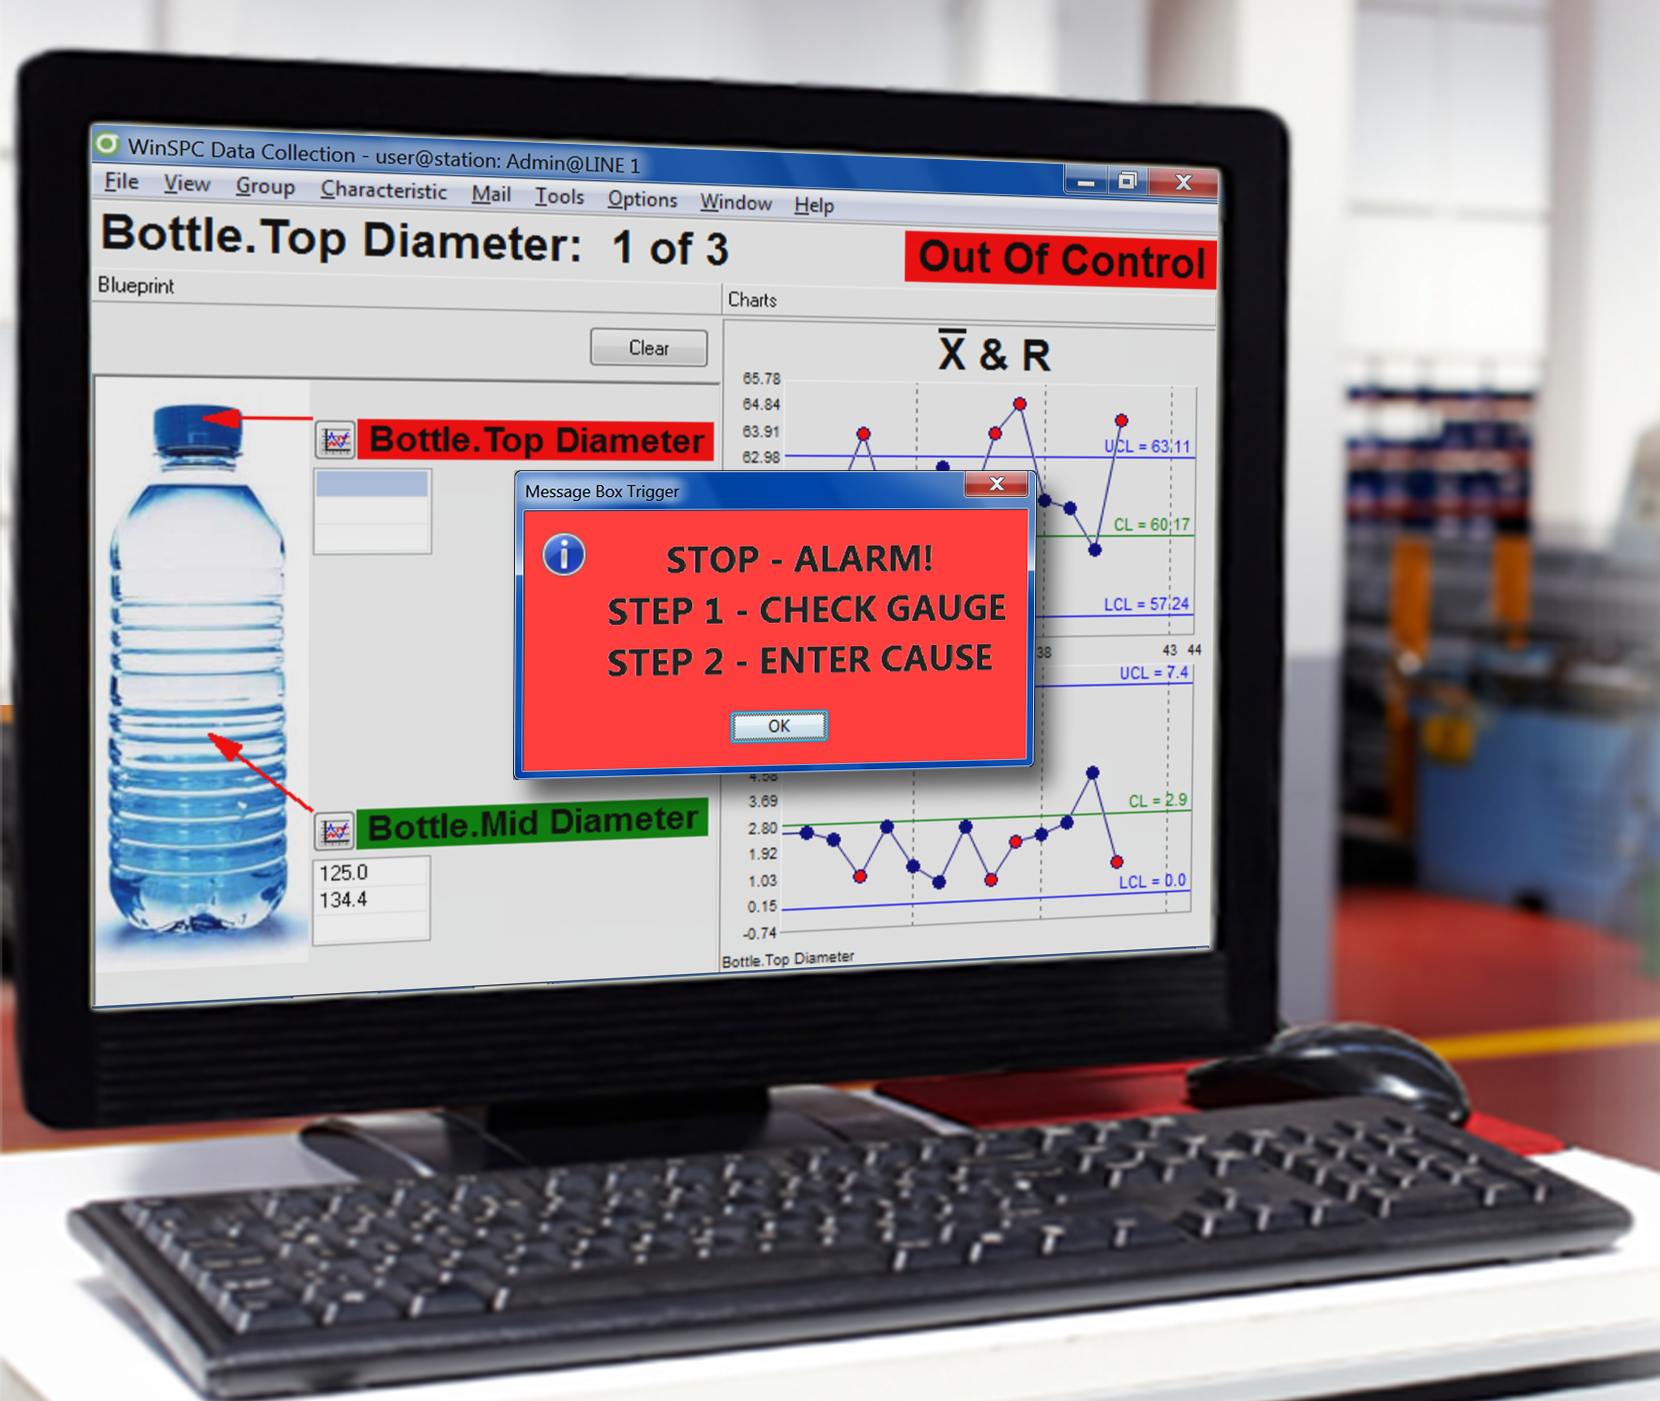 WinSPC Data Collection - user@station: Admin@LINE 1
File View Group Characteristic Mail Tools Options Window Help
Bottle.Top Diameter: 1 of 3
Out Of Control
Blueprint
Charts
Clear
X & R
65.78
64.84
63.91
62.98
UCL = 63.11
CL = 60.17
LCL = 57.24
Bottle.Top Diameter
Message Box Trigger
STOP - ALARM!
STEP 1 - CHECK GAUGE
STEP 2 - ENTER CAUSE
OK
38 43 44
UCL = 7.4
4.58
3.69
2.80
1.92
1.03
0.15
-0.74
CL = 2.9
LCL = 0.0
Bottle.Mid Diameter
125.0
134.4
Bottle.Top Diameter